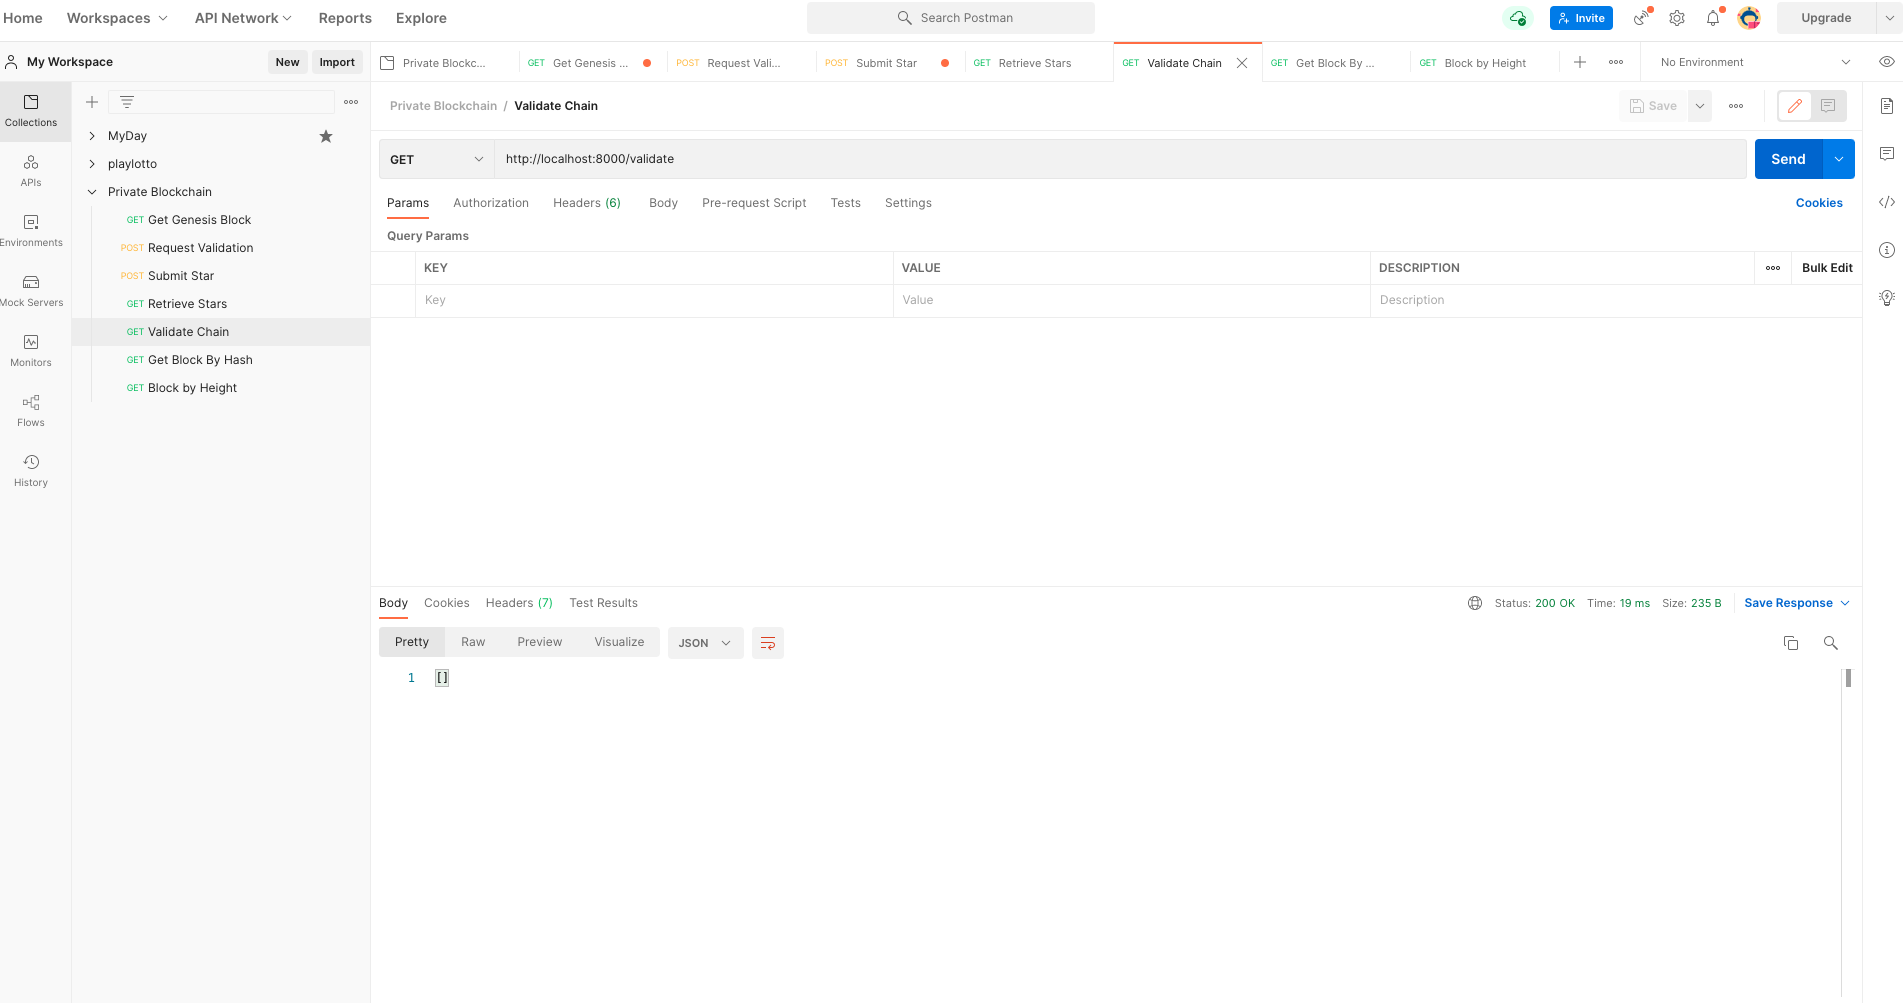 Home Workspaces API Network Reports Explore Search Postman Invite Upgrade
My Workspace New Import
Private Blockc... GET Get Genesis ... POST Request Vali... POST Submit Star GET Retrieve Stars GET Validate Chain GET Get Block By ... GET Block by Height No Environment
Collections
APIs
Environments
Mock Servers
Monitors
Flows
History
MyDay
playlotto
Private Blockchain
GET Get Genesis Block
POST Request Validation
POST Submit Star
GET Retrieve Stars
GET Validate Chain
GET Get Block By Hash
GET Block by Height
Private Blockchain / Validate Chain Save
GET http://localhost:8000/validate Send
Params Authorization Headers (6) Body Pre-request Script Tests Settings Cookies
Query Params
KEY VALUE DESCRIPTION Bulk Edit
Key Value Description
Body Cookies Headers (7) Test Results Status: 200 OK Time: 19 ms Size: 235 B Save Response
Pretty Raw Preview Visualize JSON
1 []